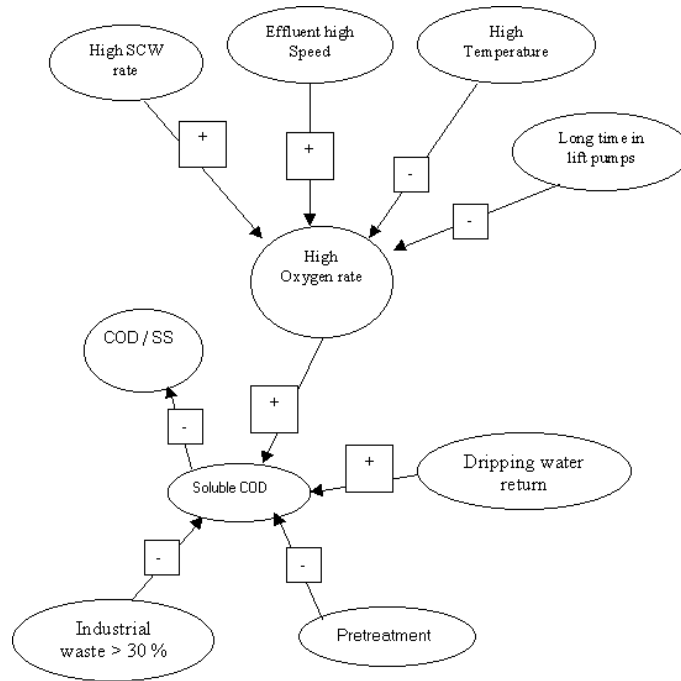 High SCW
rate
Effluent high
Speed
High
Temperature
Long time in
lift pumps
+
+
-
-
High
Oxygen rate
COD / SS
+
-
Soluble COD
+
Dripping water
return
-
-
Industrial
waste > 30 %
Pretreatment